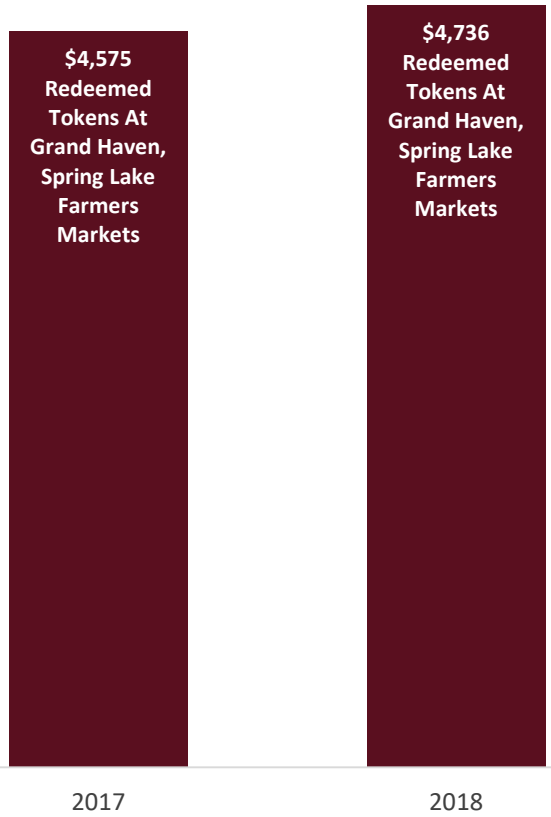 $4,575
Redeemed
Tokens At
Grand Haven,
Spring Lake
Farmers
Markets
$4,736
Redeemed
Tokens At
Grand Haven,
Spring Lake
Farmers
Markets
2017
2018